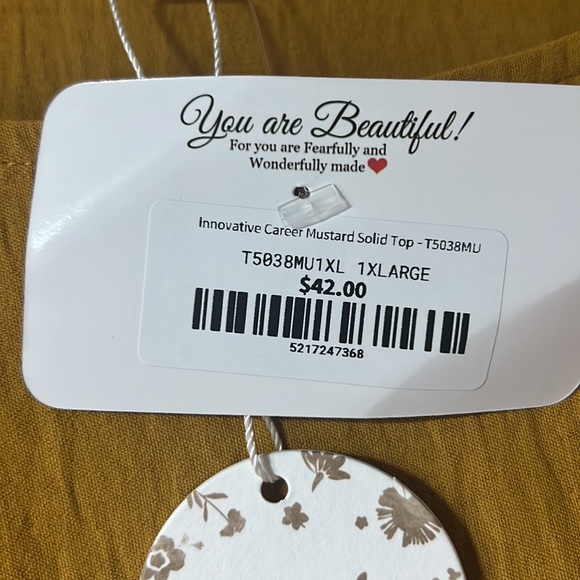 You are Beautiful!
For you are Fearfully and
Wonderfully made
Innovative Career Mustard Solid Top - T5038MU
T5038MU1XL 1XLARGE
$42.00
5217247368